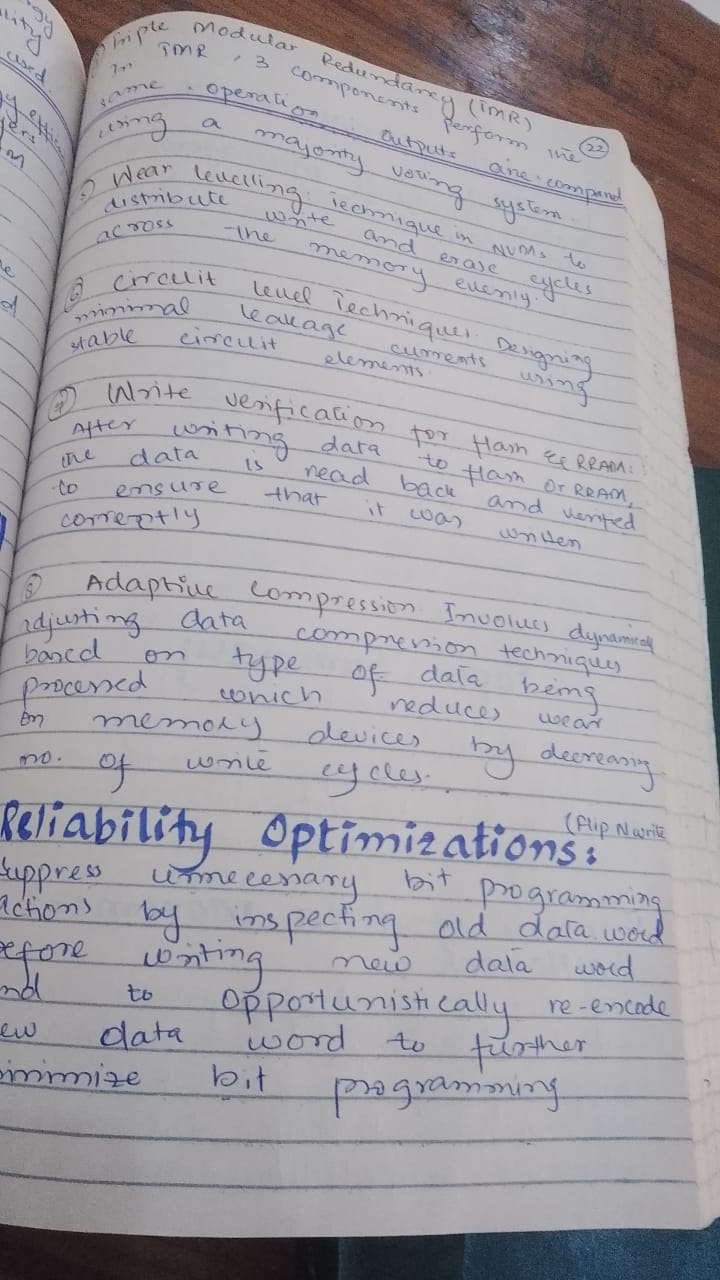 Triple Modular Redundancy (TMR)
In TMR, 3 components perform the
22
same operation outputs are compared
using a majority voting system.
Wear levelling: Technique in NVMs to
distribute write and erase cycles
across the memory evenly.
6 Circuit level Techniques: Designing
minimal leakage currents using
stable circuit elements.
7 Write verification for flash & RRAM:
After writing data to flash or RRAM,
the data is read back and verified
to ensure that it was written
correctly
8 Adaptive Compression Involves dynamically
adjusting data compression techniques
based on type of data being
processed which reduces wear
on memory devices by decreasing
no. of write cycles.
Reliability Optimizations:
(Flip N write
Suppress unnecessary bit programming
actions by inspecting old data word
before writing new data word
and to opportunistically re-encode
new data word to further
minimize bit programming